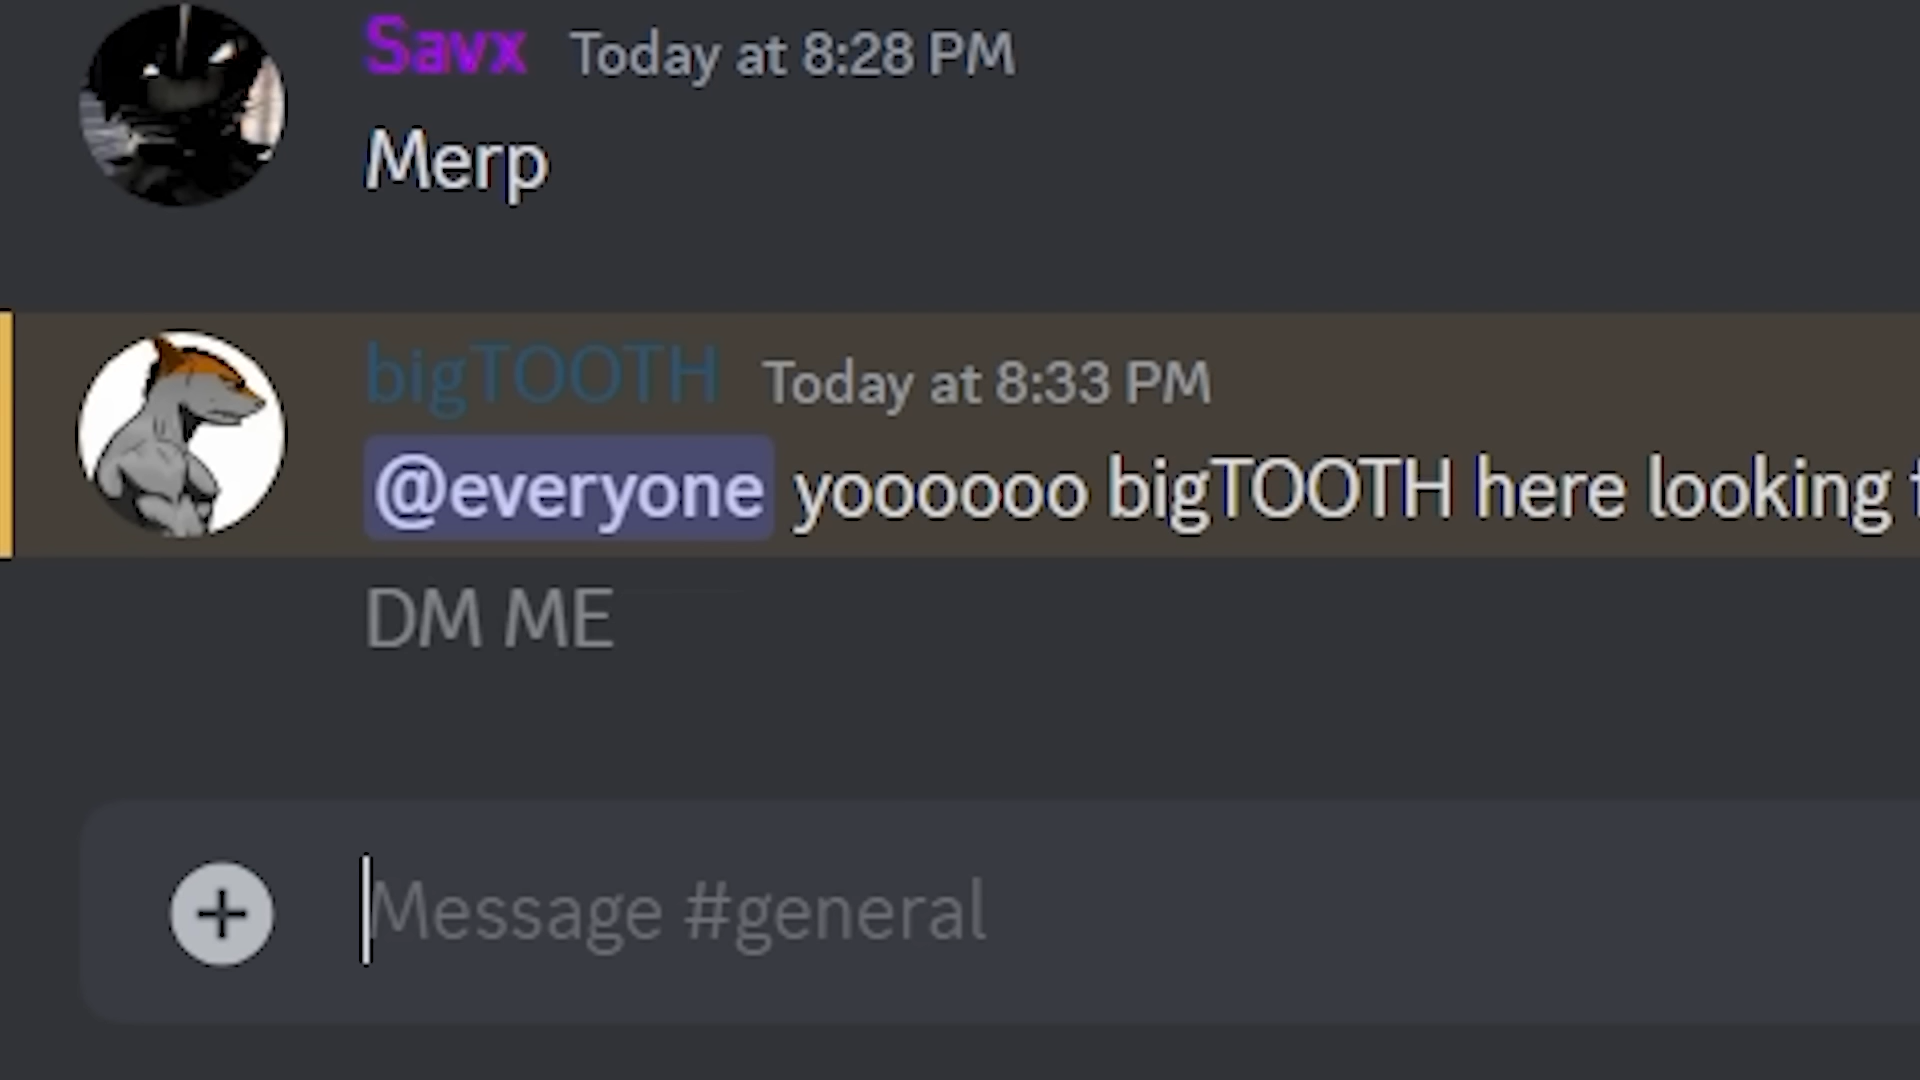 Savx Today at 8:28 PM
Merp
bigTOOTH Today at 8:33 PM
@everyone yoooooo bigTOOTH here looking
DM ME
Message #general